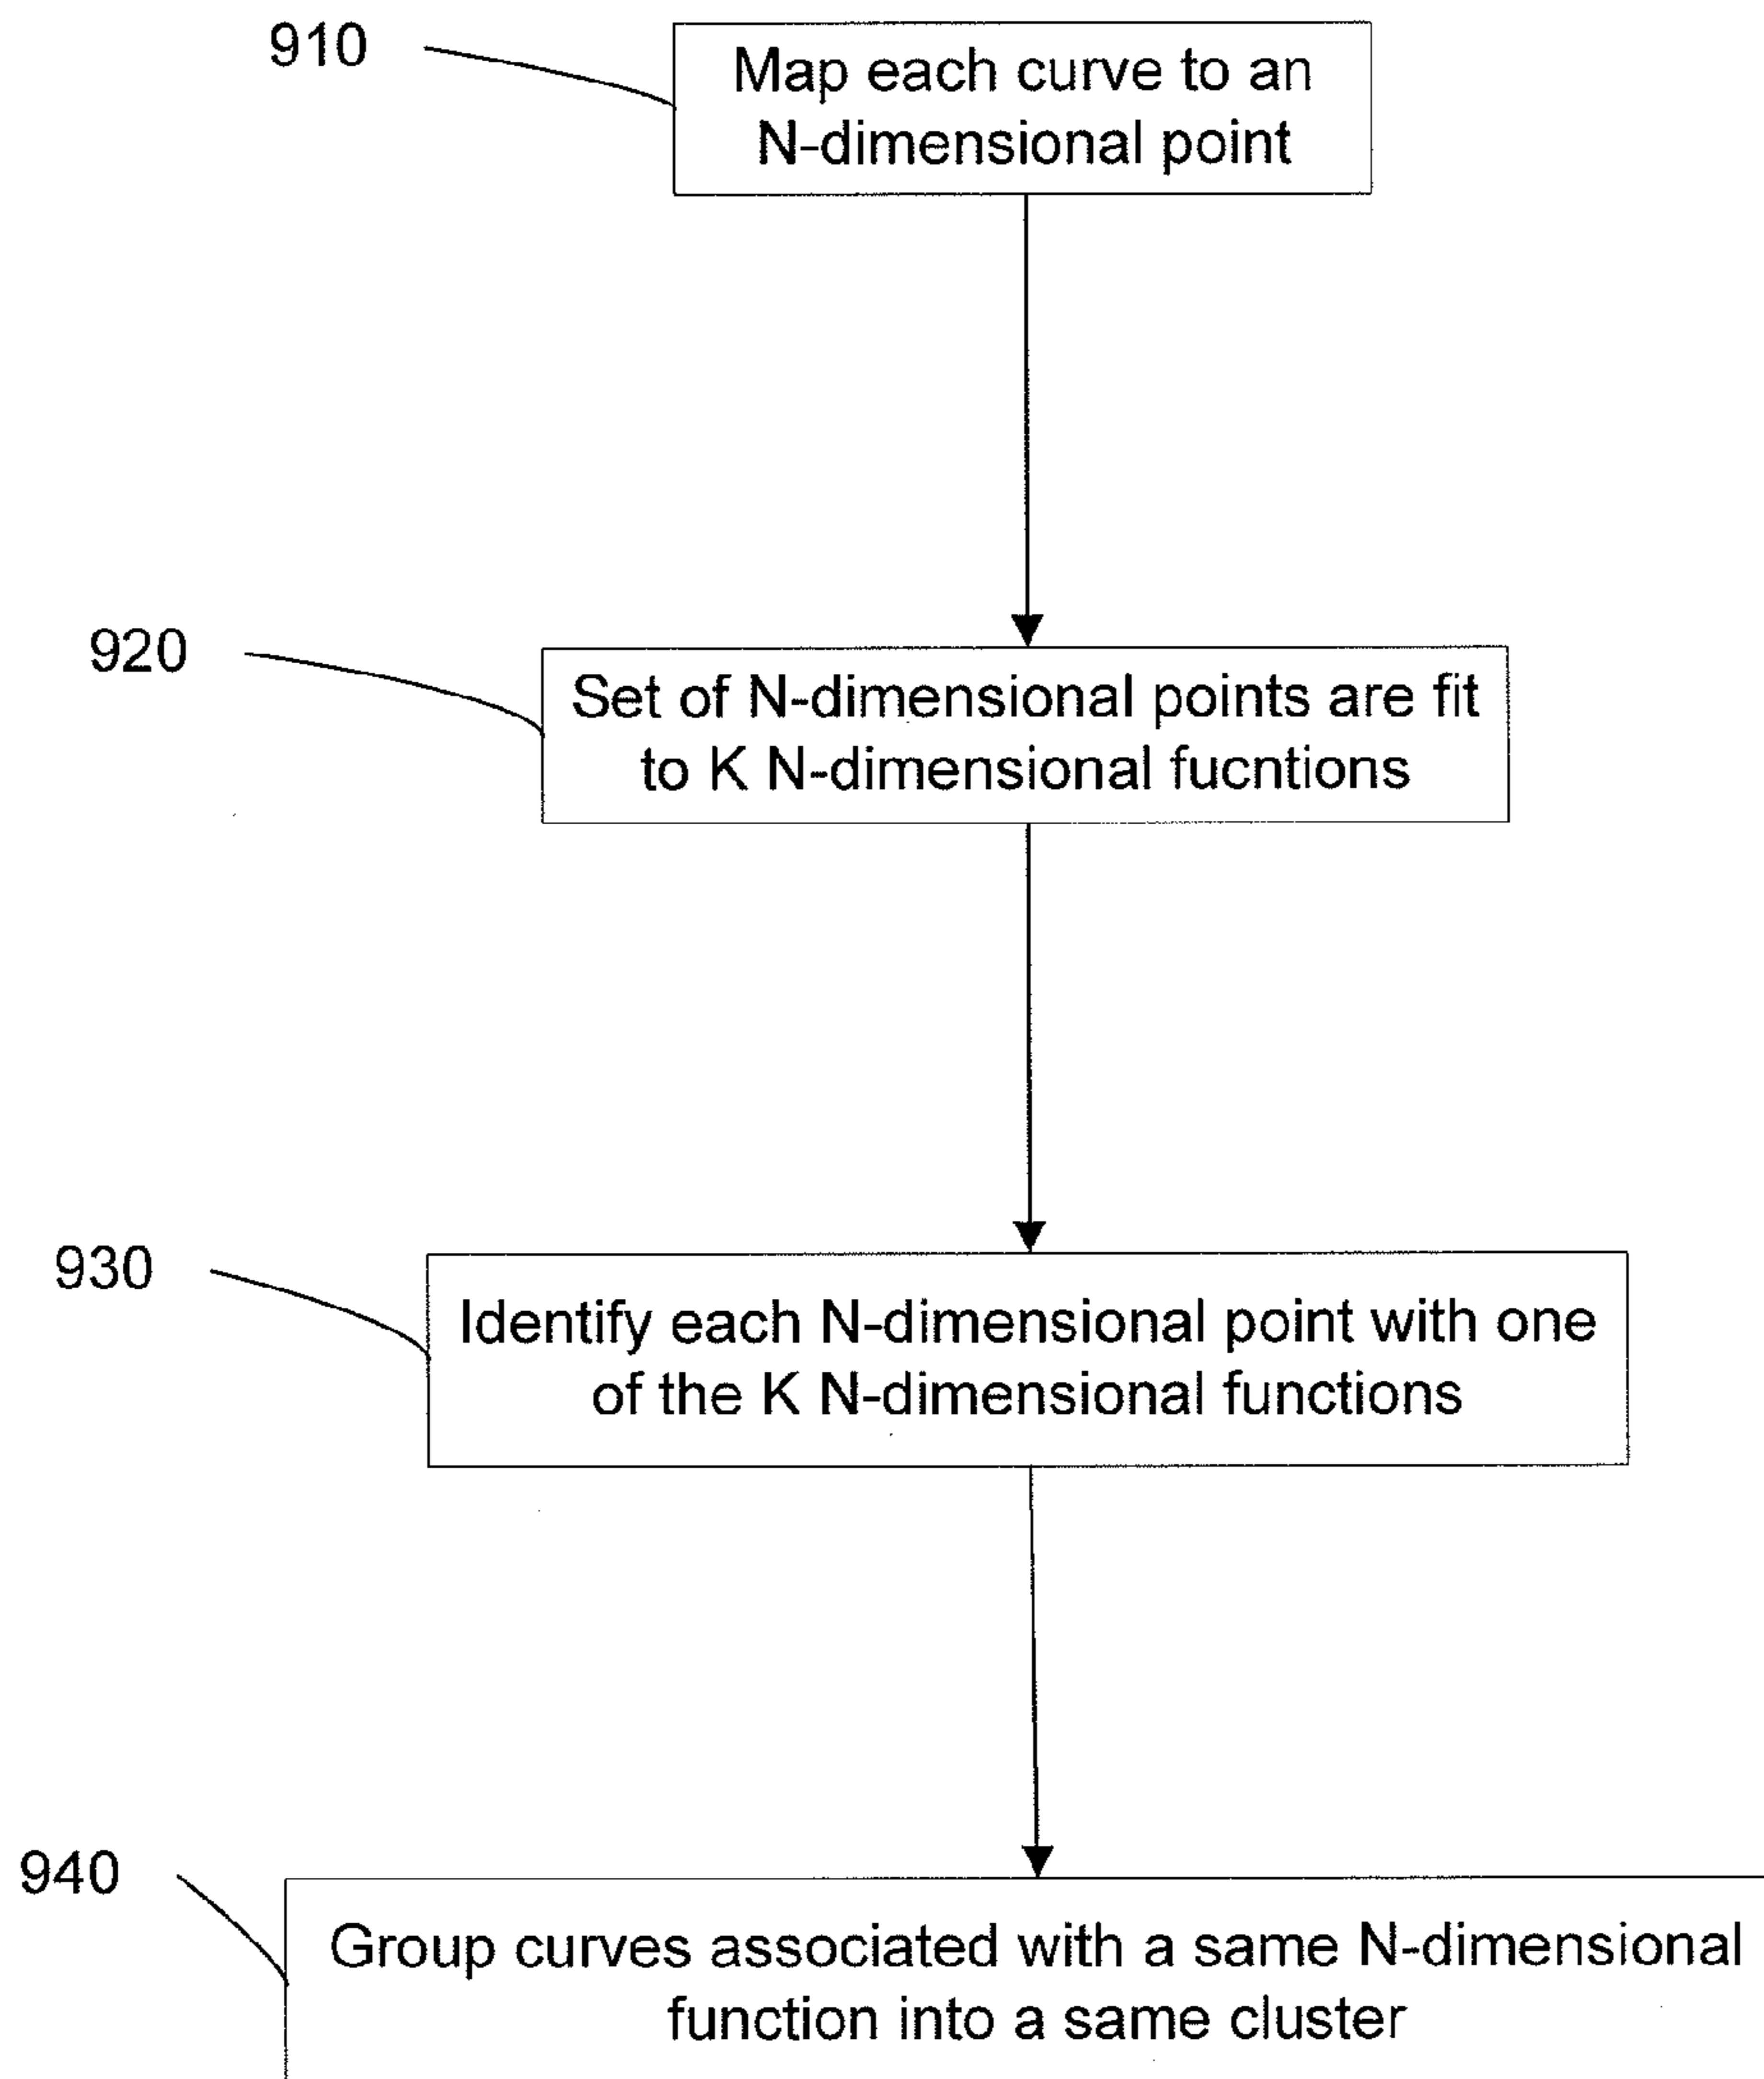 910
Map each curve to an
N-dimensional point
920
Set of N-dimensional points are fit
to K N-dimensional fucntions
930
Identify each N-dimensional point with one
of the K N-dimensional functions
940
Group curves associated with a same N-dimensional
function into a same cluster